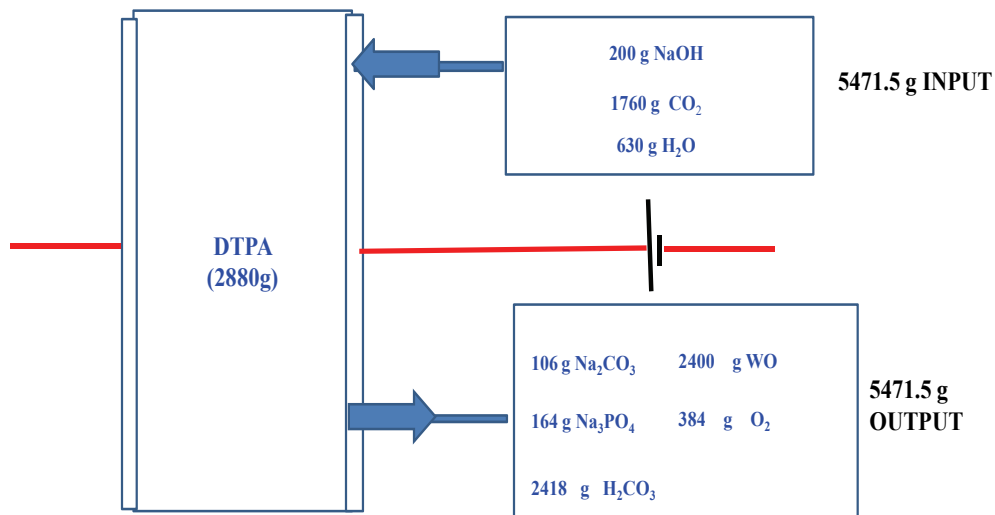 200 g NaOH
1760 g CO₂
630 g H₂O
5471.5 g INPUT
DTPA
(2880g)
106 g Na₂CO₃ 2400 g WO
164 g Na₃PO₄ 384 g O₂
2418 g H₂CO₃
5471.5 g
OUTPUT